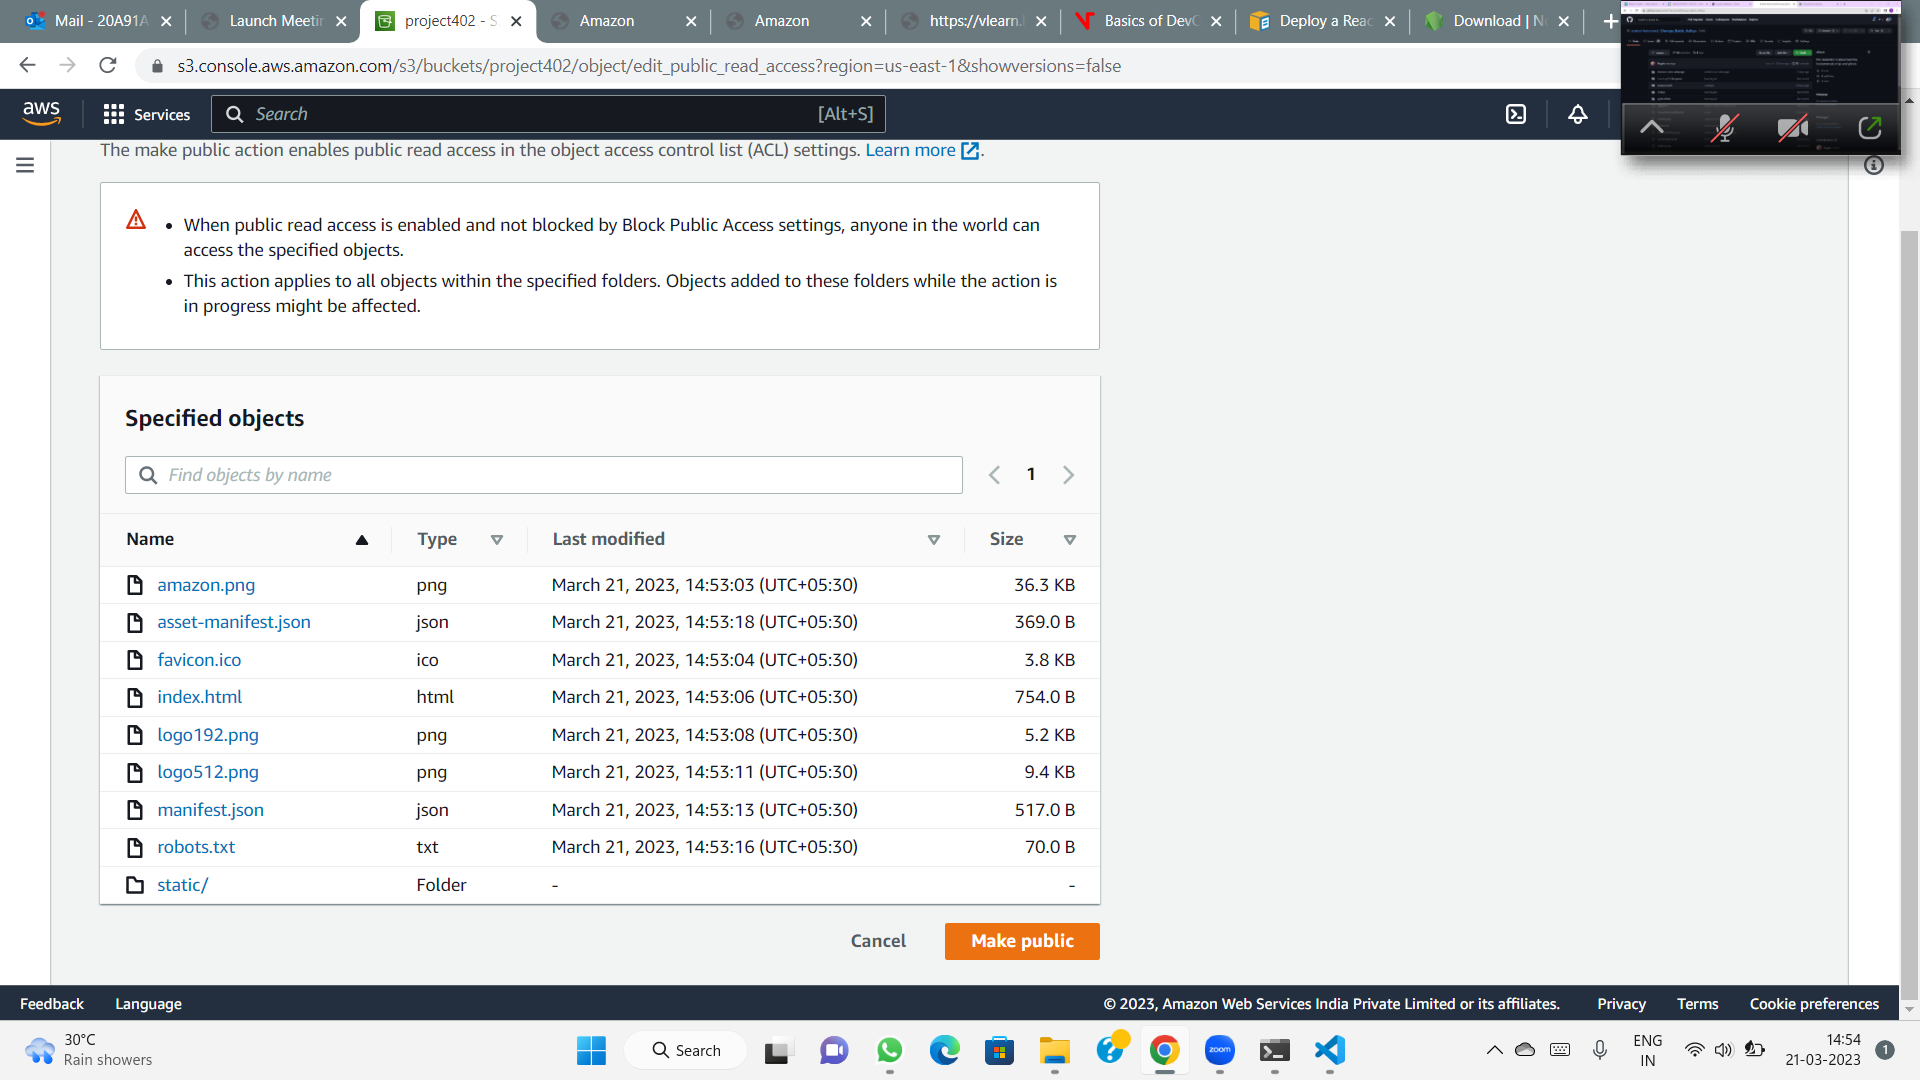 Mail - 20A91A
Launch Meetin
project402 - S
Amazon
Amazon
https://vlearn.
Basics of DevO
Deploy a Reac
Download | N
s3.console.aws.amazon.com/s3/buckets/project402/object/edit_public_read_access?region=us-east-1&showversions=false
aws
Services
Search
[Alt+S]
The make public action enables public read access in the object access control list (ACL) settings. Learn more.
• When public read access is enabled and not blocked by Block Public Access settings, anyone in the world can
access the specified objects.
• This action applies to all objects within the specified folders. Objects added to these folders while the action is
in progress might be affected.
Specified objects
Find objects by name
1
Name Type Last modified Size
amazon.png png March 21, 2023, 14:53:03 (UTC+05:30) 36.3 KB
asset-manifest.json json March 21, 2023, 14:53:18 (UTC+05:30) 369.0 B
favicon.ico ico March 21, 2023, 14:53:04 (UTC+05:30) 3.8 KB
index.html html March 21, 2023, 14:53:06 (UTC+05:30) 754.0 B
logo192.png png March 21, 2023, 14:53:08 (UTC+05:30) 5.2 KB
logo512.png png March 21, 2023, 14:53:11 (UTC+05:30) 9.4 KB
manifest.json json March 21, 2023, 14:53:13 (UTC+05:30) 517.0 B
robots.txt txt March 21, 2023, 14:53:16 (UTC+05:30) 70.0 B
static/ Folder - -
Cancel
Make public
Feedback Language © 2023, Amazon Web Services India Private Limited or its affiliates. Privacy Terms Cookie preferences
30°C
Rain showers
Search
zoom
ENG
IN
14:54
21-03-2023
1